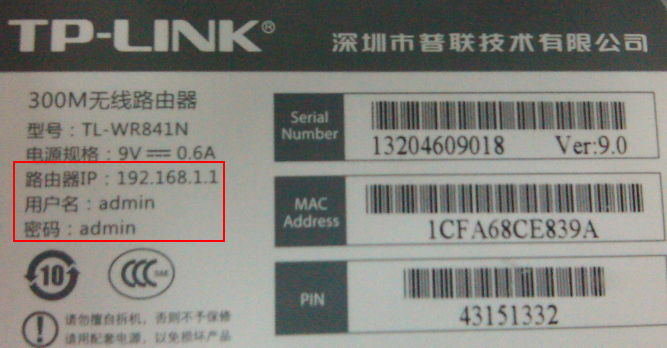 TP-LINK®
深圳市普联技术有限公司
300M无线路由器
型号：TL-WR841N
电源规格：9V 0.6A
路由器IP：192.168.1.1
用户名：admin
密码：admin
10
CCC
S&E
请勿擅自拆机，否则不予保修
请用配套电源，以免损坏产品
Serial Number
13204609018 Ver:9.0
MAC Address
1CFA68CE839A
PIN
43151332